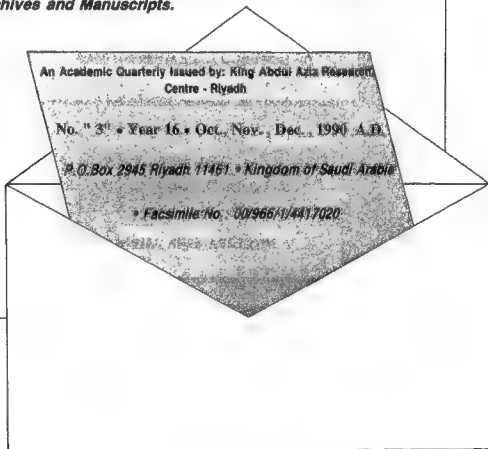 chives and Manuscripts.
An Academic Quarterly Issued by: King Abdul Aziz Research
Centre - Riyadh
No. " 3" • Year 16 • Oct., Nov., Dec., 1990 A.D.
P.O.Box 2945 Riyadh 11461 • Kingdom of Saudi Arabia
• Facsimile No. 00/966/1/4417020